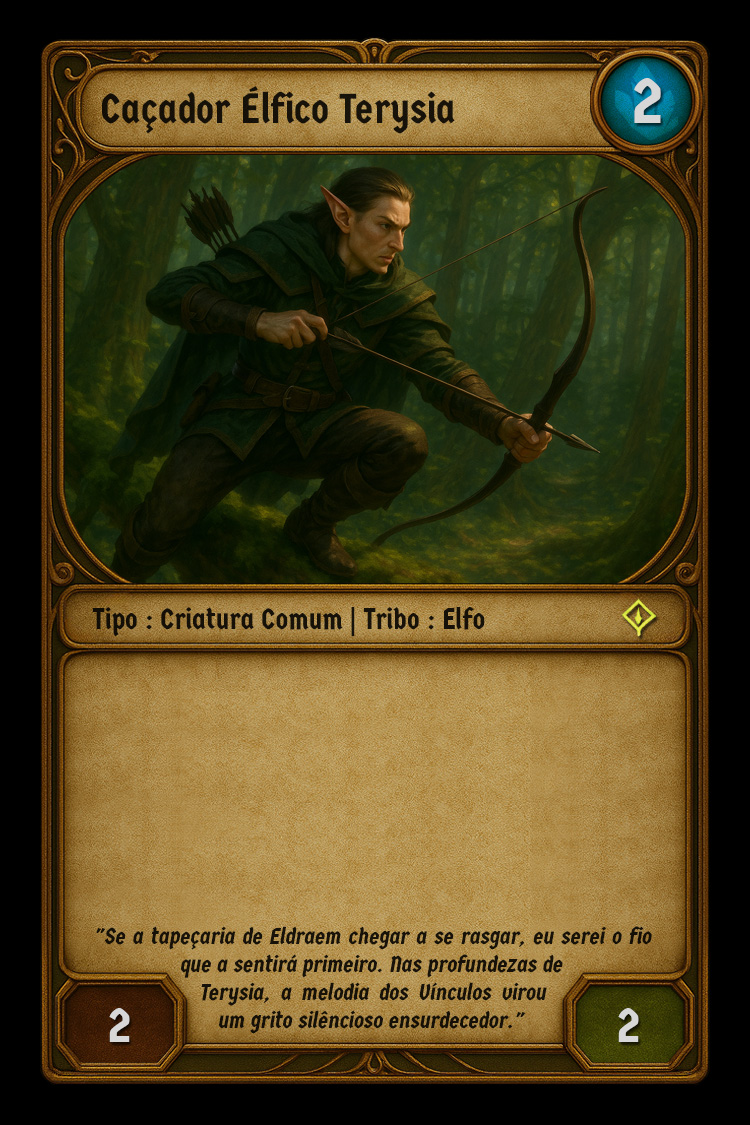 Caçador Élfico Terysia
2
Tipo : Criatura Comum | Tribo : Elfo
"Se a tapeçaria de Eldraem chegar a se rasgar, eu serei o fio
que a sentirá primeiro. Nas profundezas de
Terysia, a melodia dos Vínculos virou
um grito silêncioso ensurdecedor."
2
2